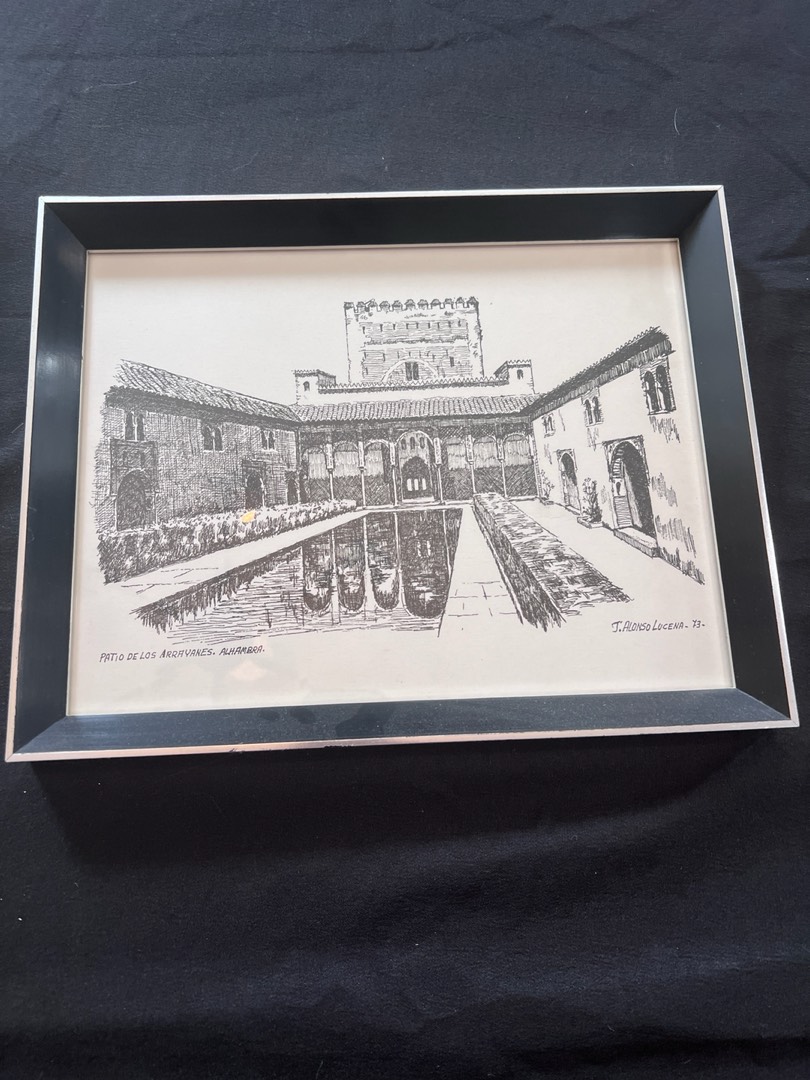 PATIO DE LOS ARRAYANES. ALHAMBRA.
J. ALONSO LUCENA - 73-